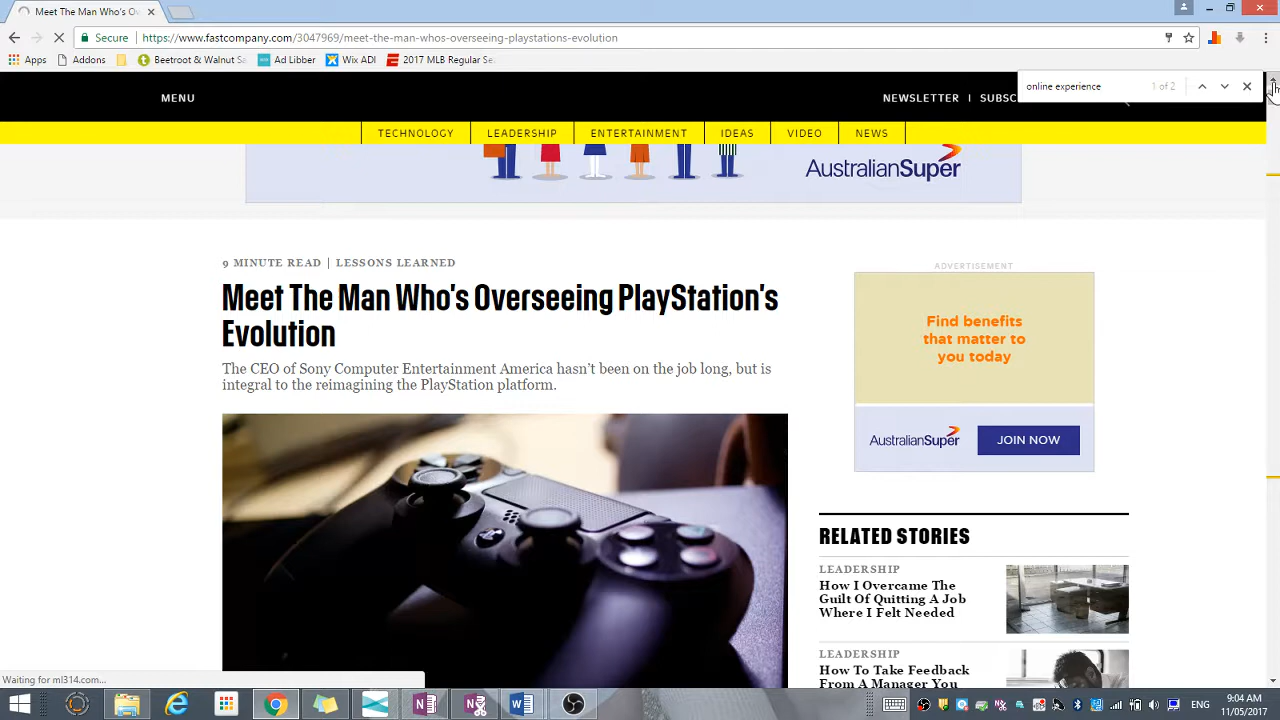 Meet The Man Who's O
Secure
https://www.fastcompany.com/3047969/meet-the-man-whos-overseeing-playstations-evolution
Apps
Addons
Beetroot & Walnut Sa
Ad Libber
Wix ADI
2017 MLB Regular Se
online experience
1 of 2
MENU
NEWSLETTER | SUBSC
TECHNOLOGY
LEADERSHIP
ENTERTAINMENT
IDEAS
VIDEO
NEWS
AustralianSuper
9 MINUTE READ | LESSONS LEARNED
Meet The Man Who's Overseeing PlayStation's
Evolution
The CEO of Sony Computer Entertainment America hasn't been on the job long, but is
integral to the reimagining the PlayStation platform.
ADVERTISEMENT
Find benefits
that matter to
you today
AustralianSuper
JOIN NOW
RELATED STORIES
LEADERSHIP
How I Overcame The
Guilt Of Quitting A Job
Where I Felt Needed
LEADERSHIP
How To Take Feedback
From A Manager You
Waiting for ml314.com...
ENG
9:04 AM
11/05/2017